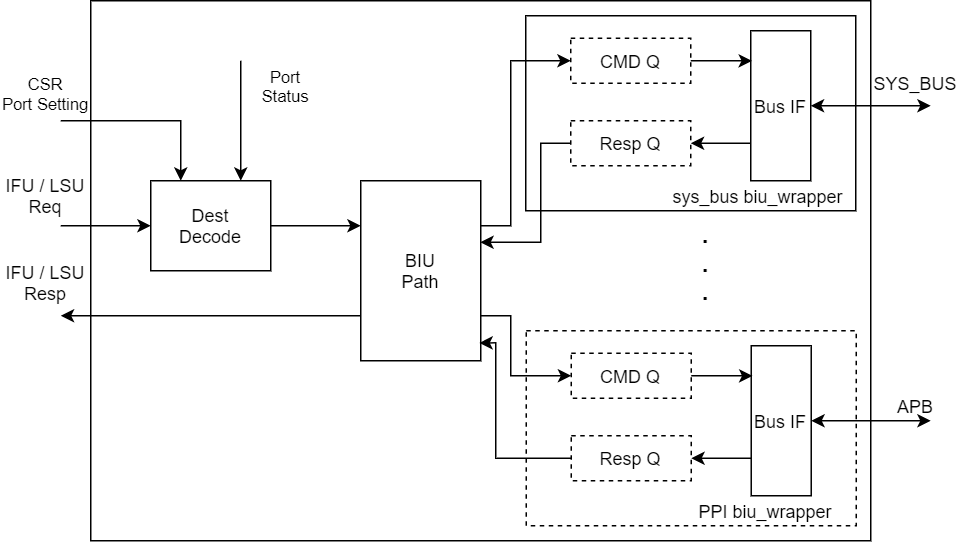 CSR
Port Setting
Port
Status
IFU / LSU
Req
Dest
Decode
IFU / LSU
Resp
BIU
Path
CMD Q
Resp Q
Bus IF
SYS_BUS
sys_bus biu_wrapper
CMD Q
Resp Q
Bus IF
APB
PPI biu_wrapper